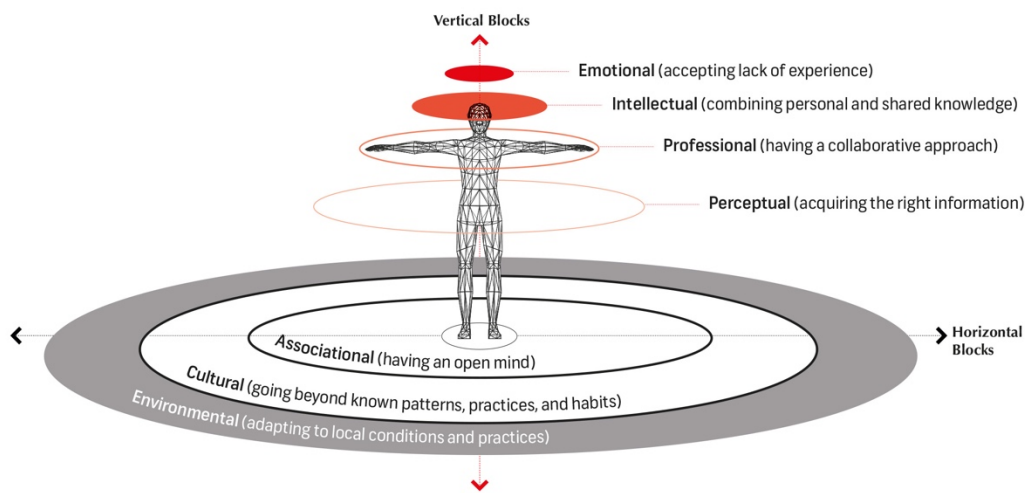 Vertical Blocks
Emotional (accepting lack of experience)
Intellectual (combining personal and shared knowledge)
Professional (having a collaborative approach)
Perceptual (acquiring the right information)
Horizontal
Blocks
Associational (having an open mind)
Cultural (going beyond known patterns, practices, and habits)
Environmental (adapting to local conditions and practices)